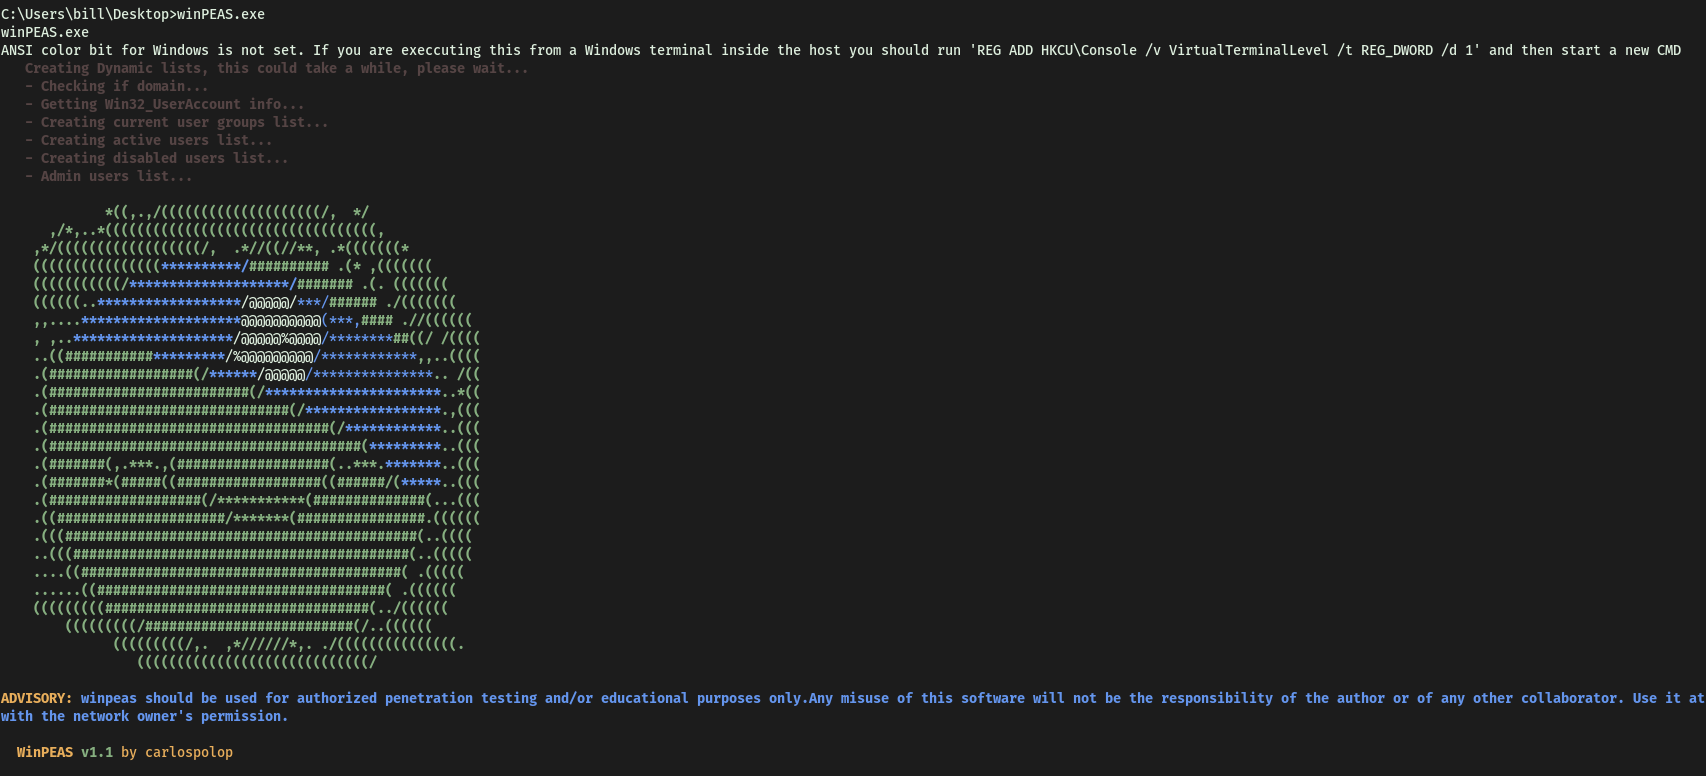 C:\Users\bill\Desktop>winPEAS.exe
winPEAS.exe
ANSI color bit for Windows is not set. If you are execcuting this from a Windows terminal inside the host you should run 'REG ADD HKCU\Console /v VirtualTerminalLevel /t REG_DWORD /d 1' and then start a new CMD
Creating Dynamic lists, this could take a while, please wait...
- Checking if domain...
- Getting Win32_UserAccount info...
- Creating current user groups list...
- Creating active users list...
- Creating disabled users list...
- Admin users list...
ADVISORY: winpeas should be used for authorized penetration testing and/or educational purposes only.Any misuse of this software will not be the responsibility of the author or of any other collaborator. Use it at
with the network owner's permission.
WinPEAS v1.1 by carlospolop